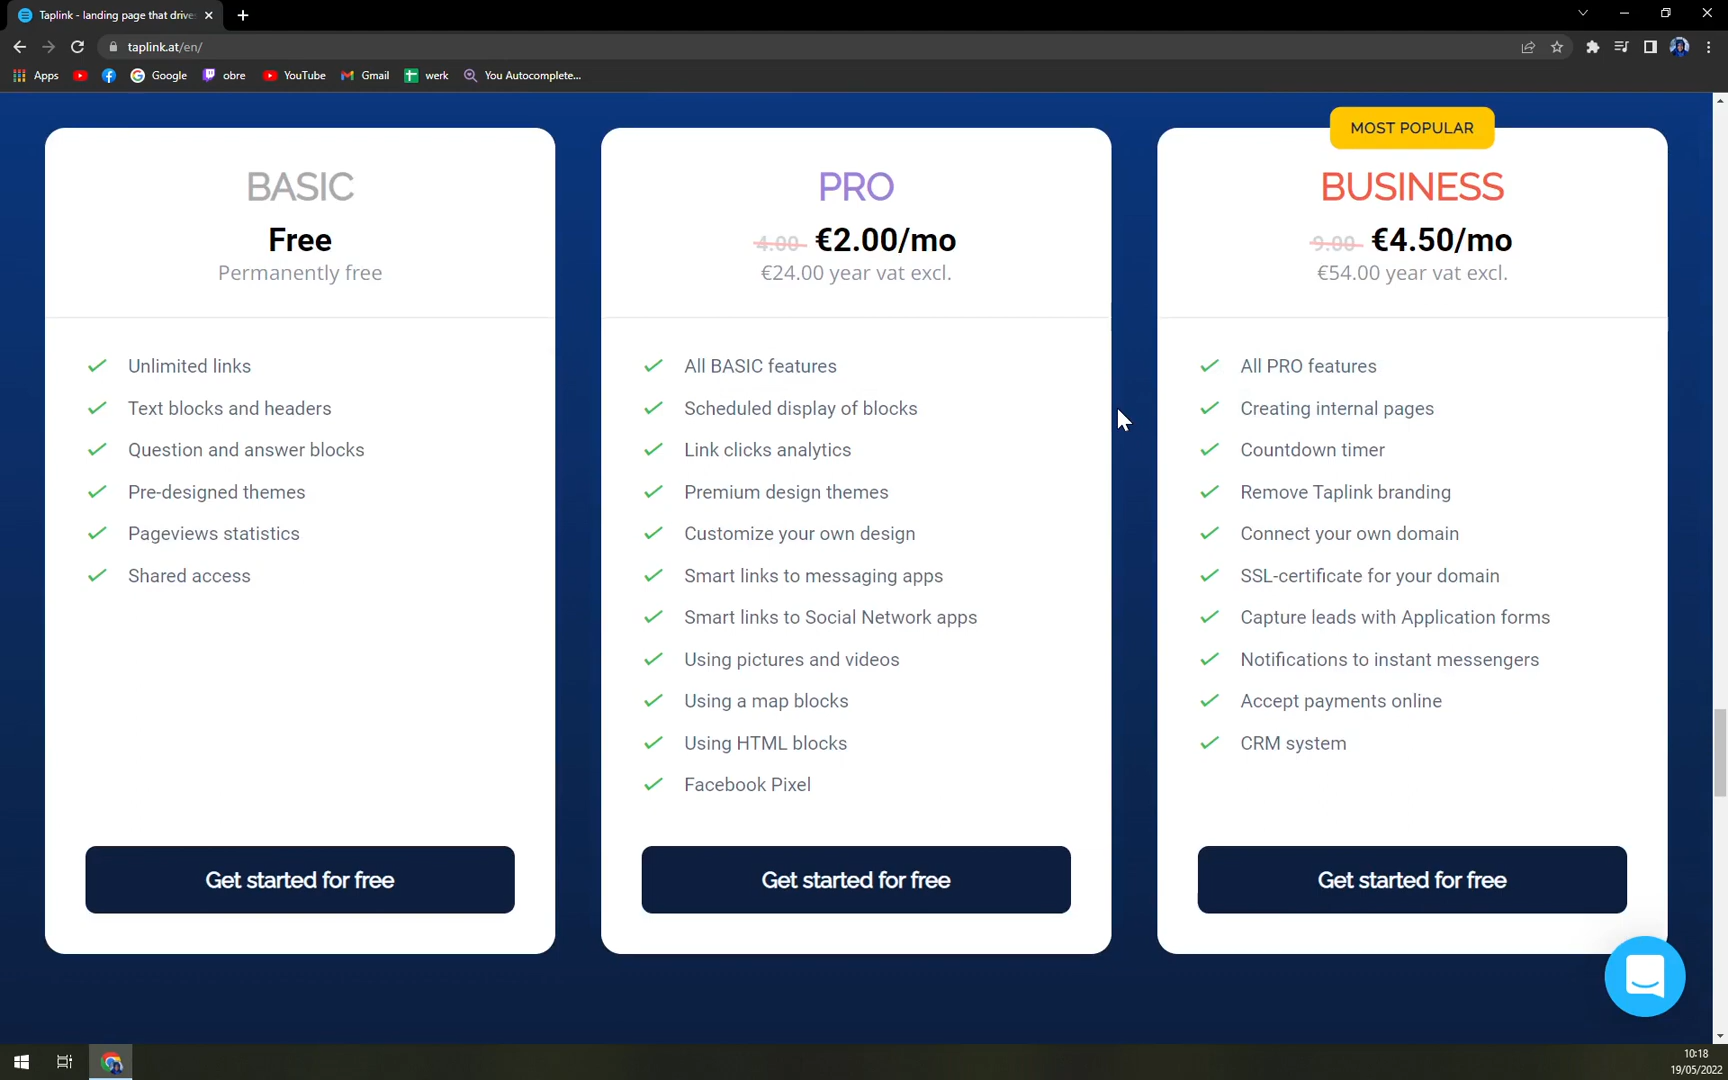 Taplink - landing page that drive
taplink.at/en/
Apps
Google
obre
YouTube
Gmail
werk
You Autocomplete...
BASIC
Free
Permanently free
Unlimited links
Text blocks and headers
Question and answer blocks
Pre-designed themes
Pageviews statistics
Shared access
Get started for free
PRO
4.00 €2.00/mo
€24.00 year vat excl.
All BASIC features
Scheduled display of blocks
Link clicks analytics
Premium design themes
Customize your own design
Smart links to messaging apps
Smart links to Social Network apps
Using pictures and videos
Using a map blocks
Using HTML blocks
Facebook Pixel
Get started for free
MOST POPULAR
BUSINESS
9.00 €4.50/mo
€54.00 year vat excl.
All PRO features
Creating internal pages
Countdown timer
Remove Taplink branding
Connect your own domain
SSL-certificate for your domain
Capture leads with Application forms
Notifications to instant messengers
Accept payments online
CRM system
Get started for free
10:18
19/05/2022